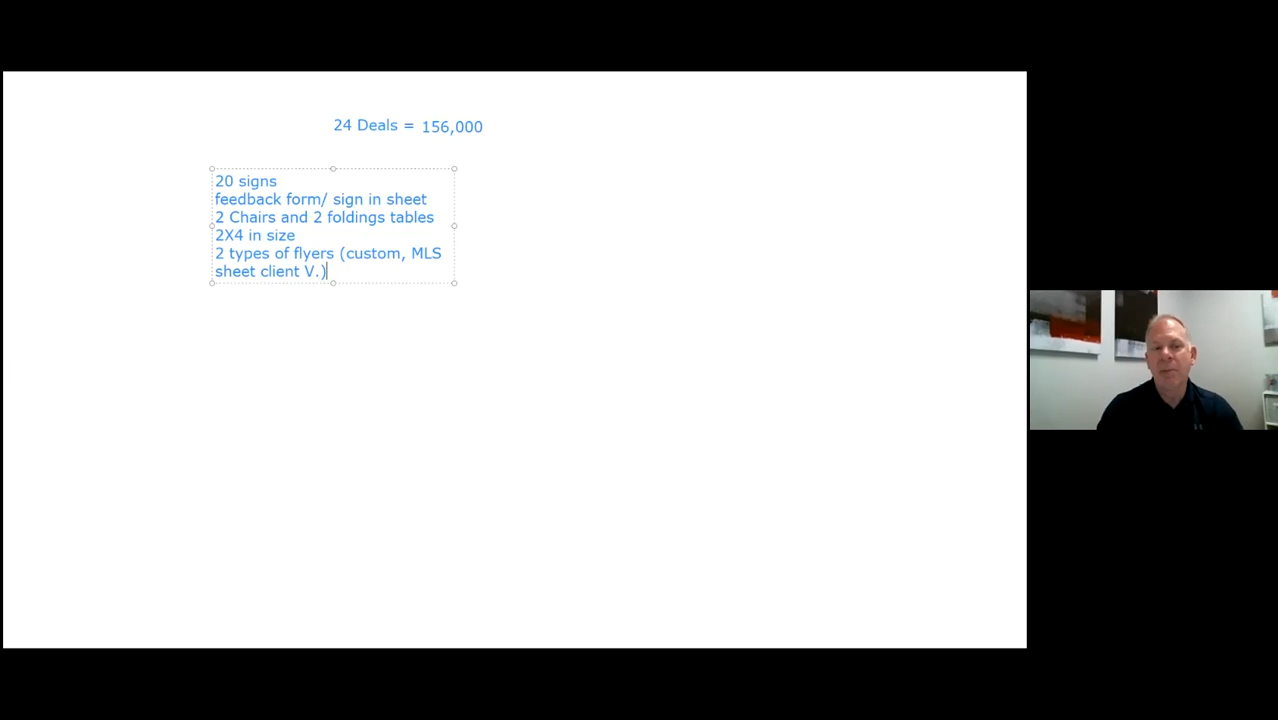 24 Deals = 156,000
20 signs
feedback form/ sign in sheet
2 Chairs and 2 foldings tables
2X4 in size
2 types of flyers (custom, MLS
sheet client V.)